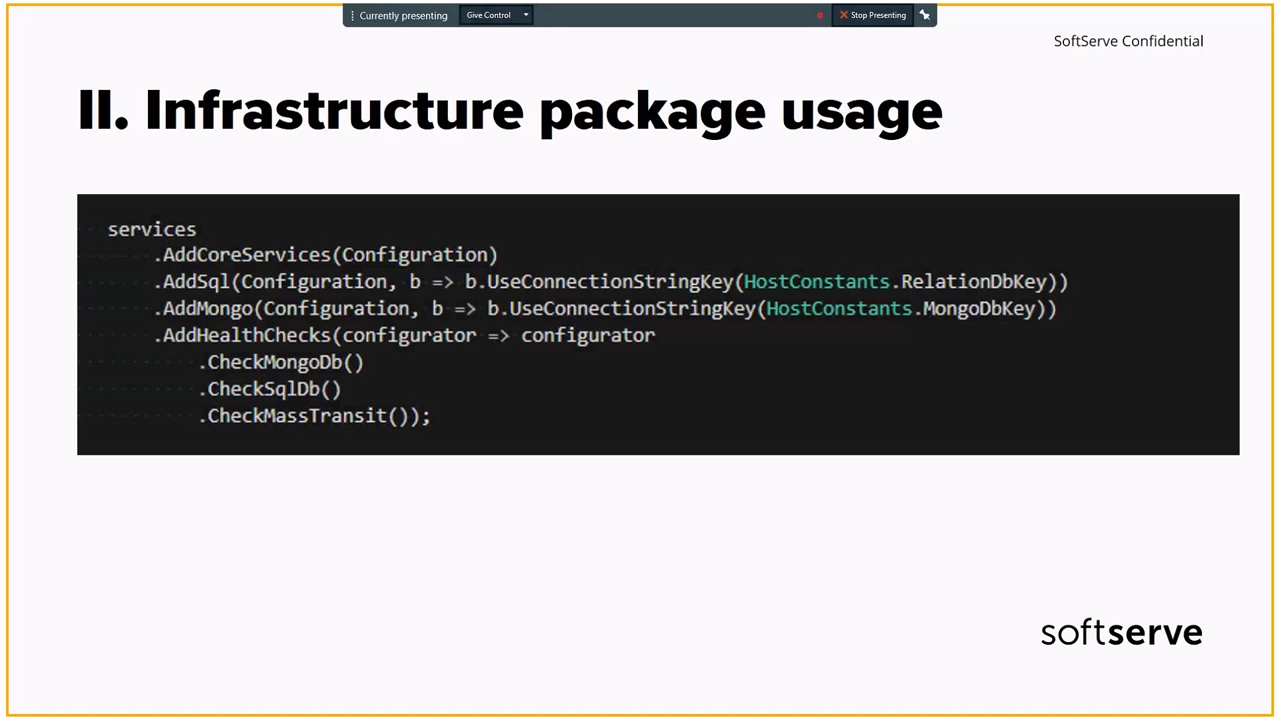 Currently presenting Give Control Stop Presenting
SoftServe Confidential
II. Infrastructure package usage
services
.AddCoreServices(Configuration)
.AddSql(Configuration, b => b.UseConnectionStringKey(HostConstants.RelationDbKey))
.AddMongo(Configuration, b => b.UseConnectionStringKey(HostConstants.MongoDbKey))
.AddHealthChecks(configurator => configurator
.CheckMongoDb()
.CheckSqlDb()
.CheckMassTransit());
softserve